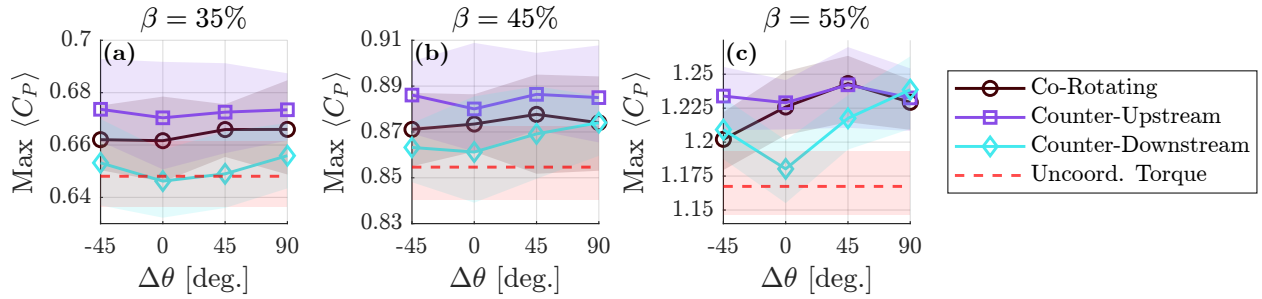 β = 35%
(a)
Max ⟨C_P⟩
0.7
0.68
0.66
0.64
-45 0 45 90
Δθ [deg.]
β = 45%
(b)
Max ⟨C_P⟩
0.91
0.89
0.87
0.85
0.83
-45 0 45 90
Δθ [deg.]
β = 55%
(c)
Max ⟨C_P⟩
1.25
1.225
1.2
1.175
1.15
-45 0 45 90
Δθ [deg.]
Co-Rotating
Counter-Upstream
Counter-Downstream
Uncoord. Torque